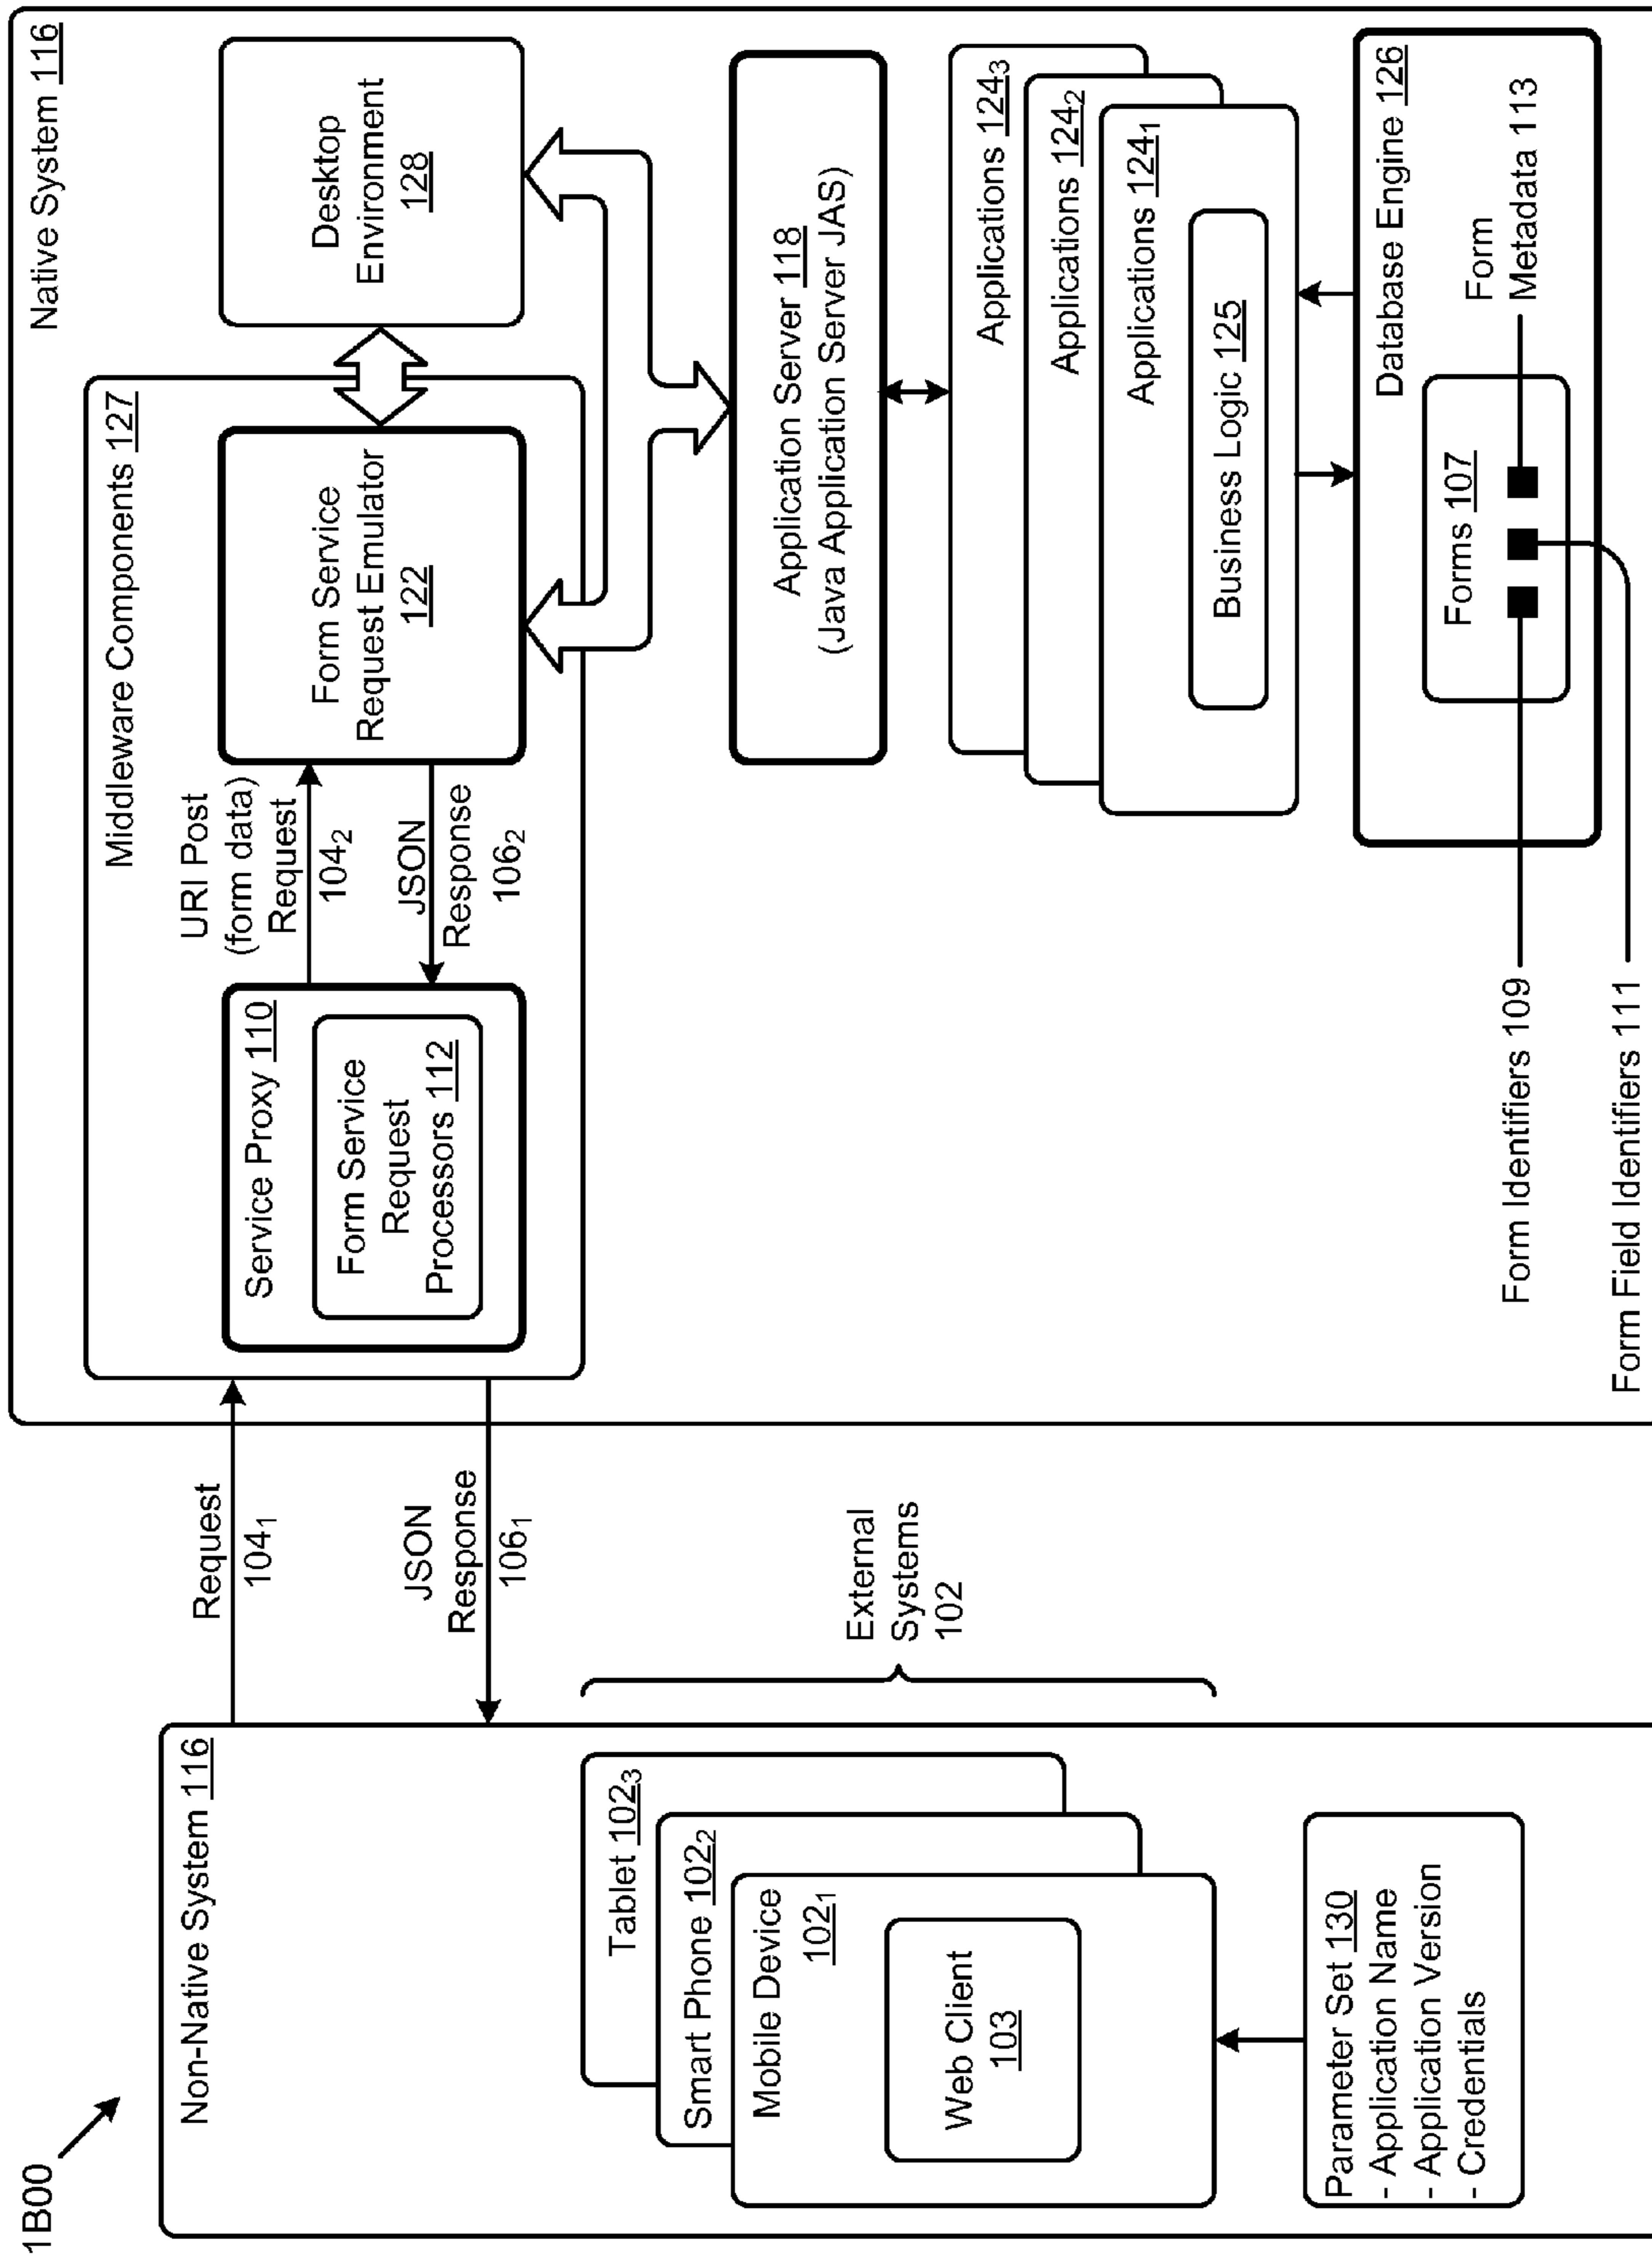 1B00
Non-Native System 116
Tablet 102₃
Smart Phone 102₂
Mobile Device
102₁
Web Client
103
Parameter Set 130
- Application Name
- Application Version
- Credentials
External
Systems
102
Request
104₁
JSON
Response
106₁
Native System 116
Middleware Components 127
Service Proxy 110
Form Service
Request
Processors 112
URI Post
(form data)
Request
104₂
JSON
Response
106₂
Form Service
Request Emulator
122
Desktop
Environment
128
Application Server 118
(Java Application Server JAS)
Applications 124₃
Applications 124₂
Applications 124₁
Business Logic 125
Database Engine 126
Forms 107
Form
Metadata 113
Form Identifiers 109
Form Field Identifiers 111